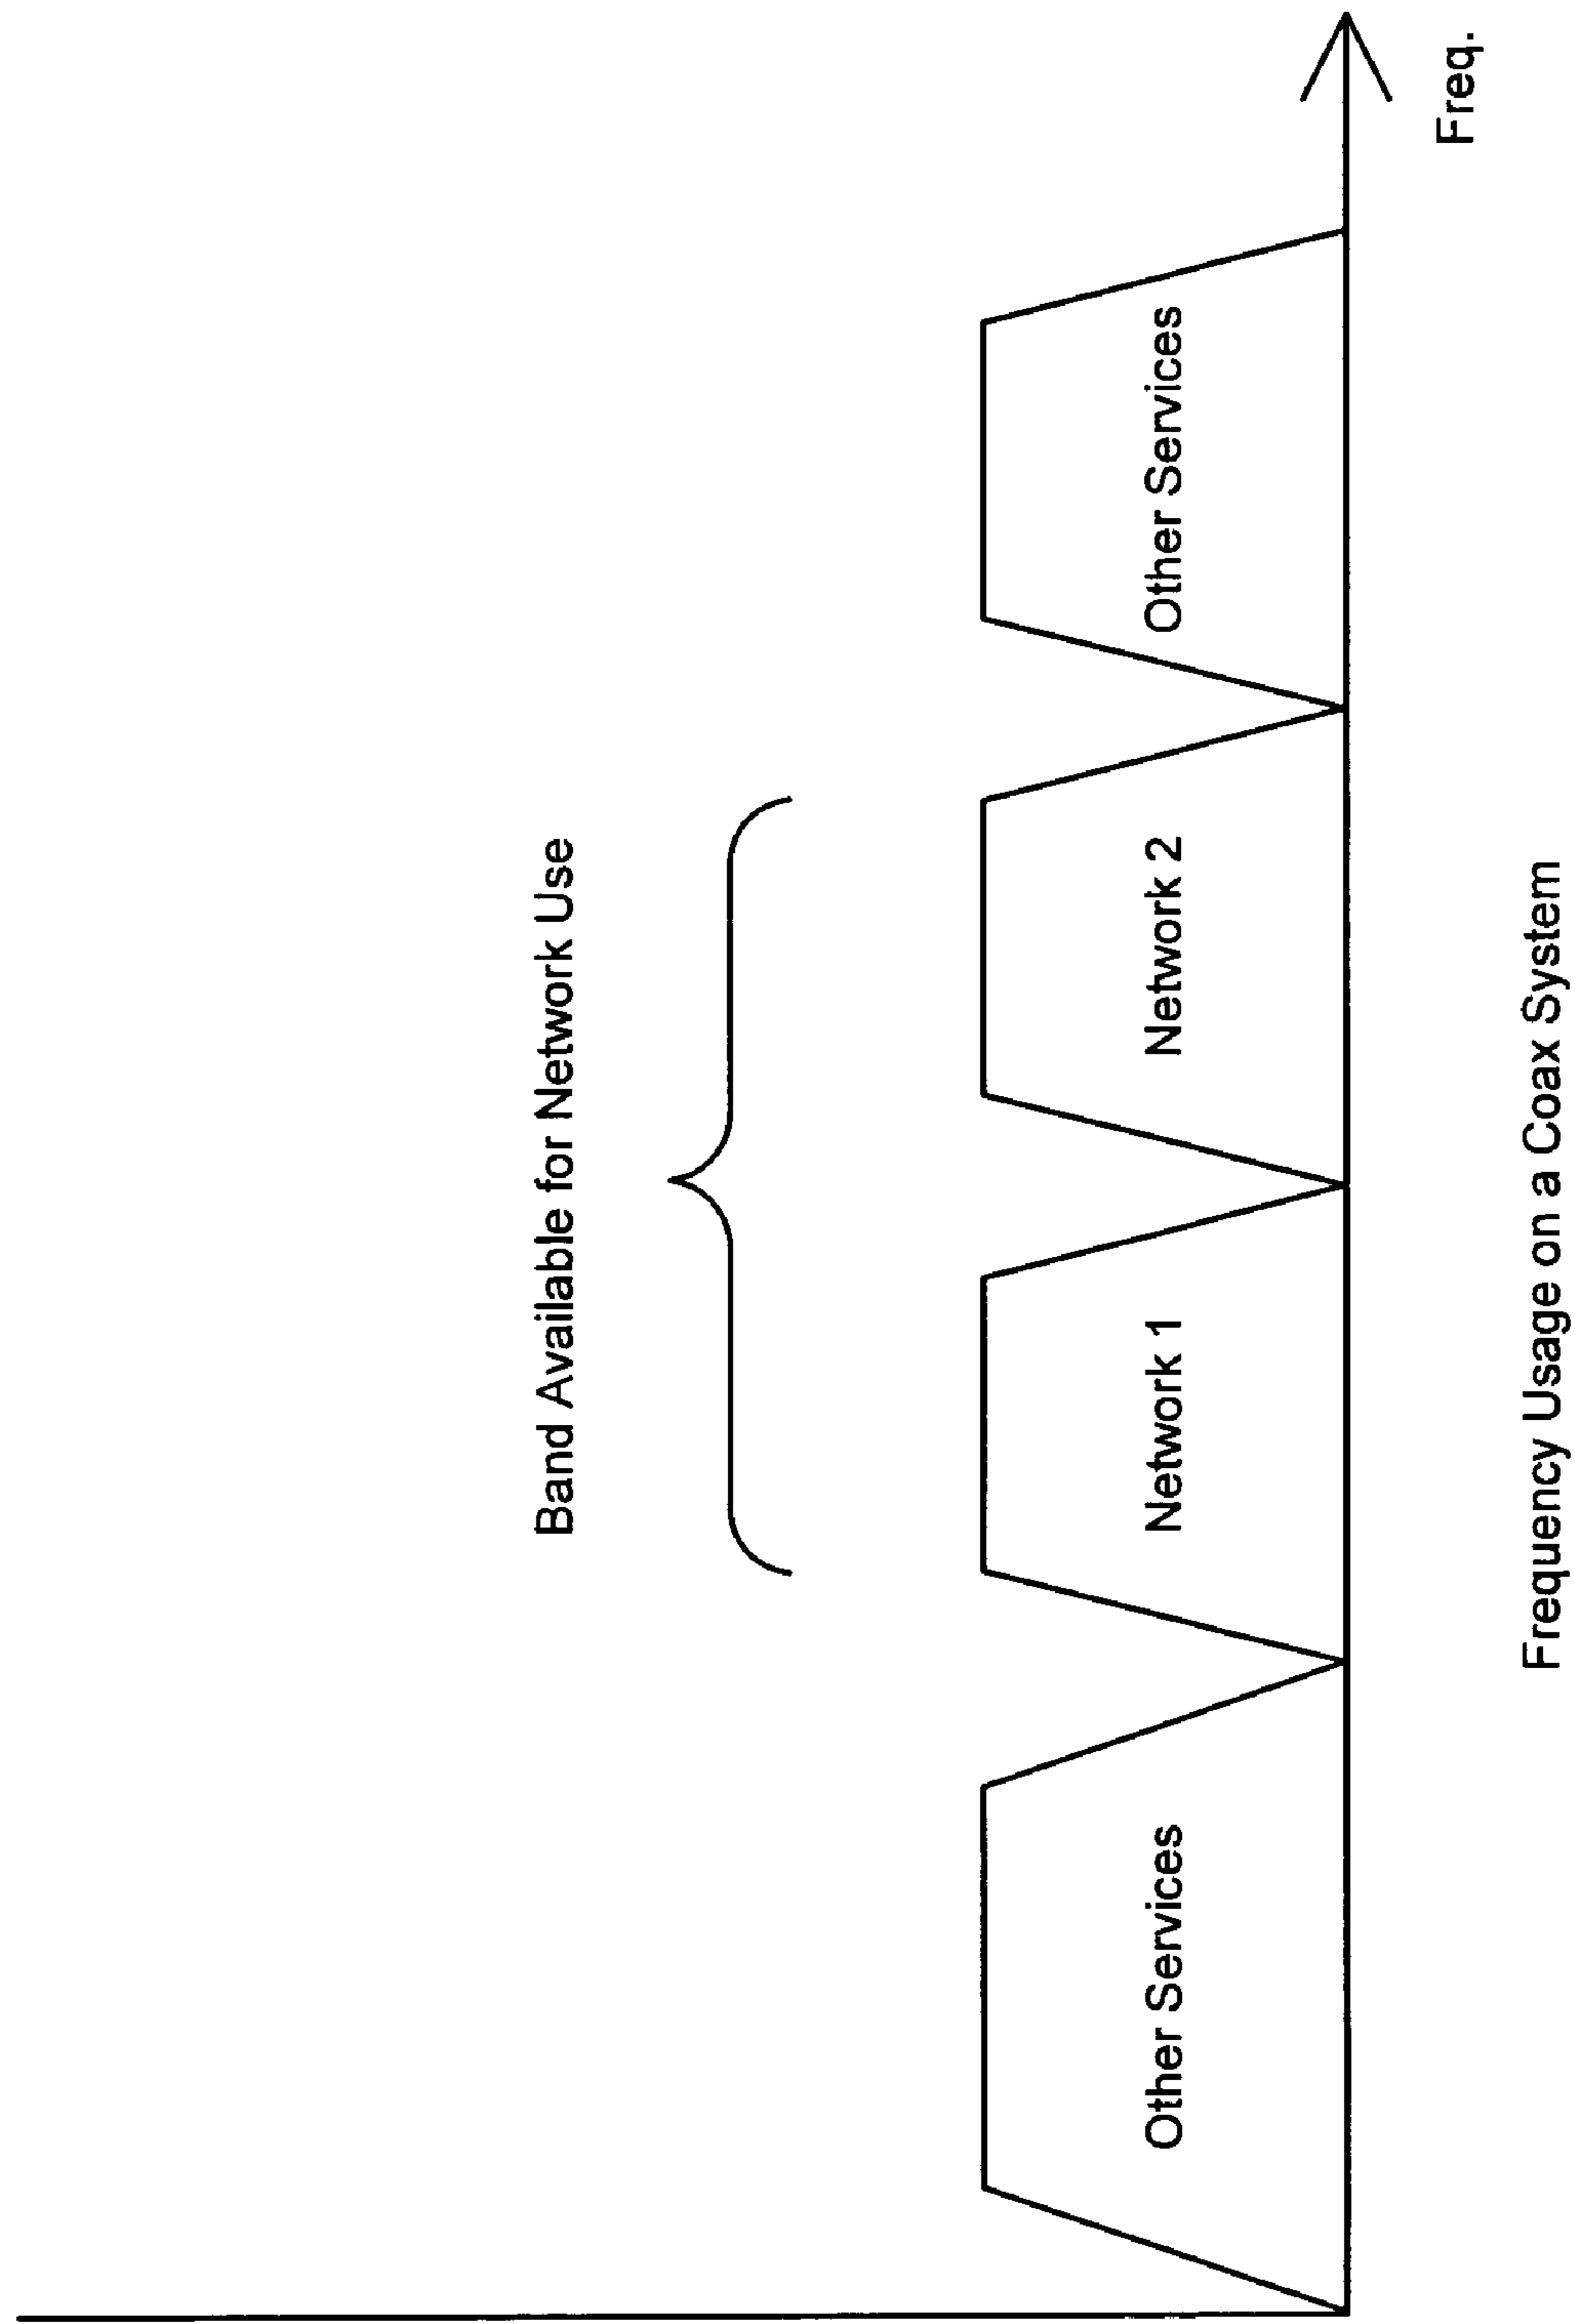 Band Available for Network Use
Other Services
Network 1
Network 2
Other Services
Freq.
Frequency Usage on a Coax System